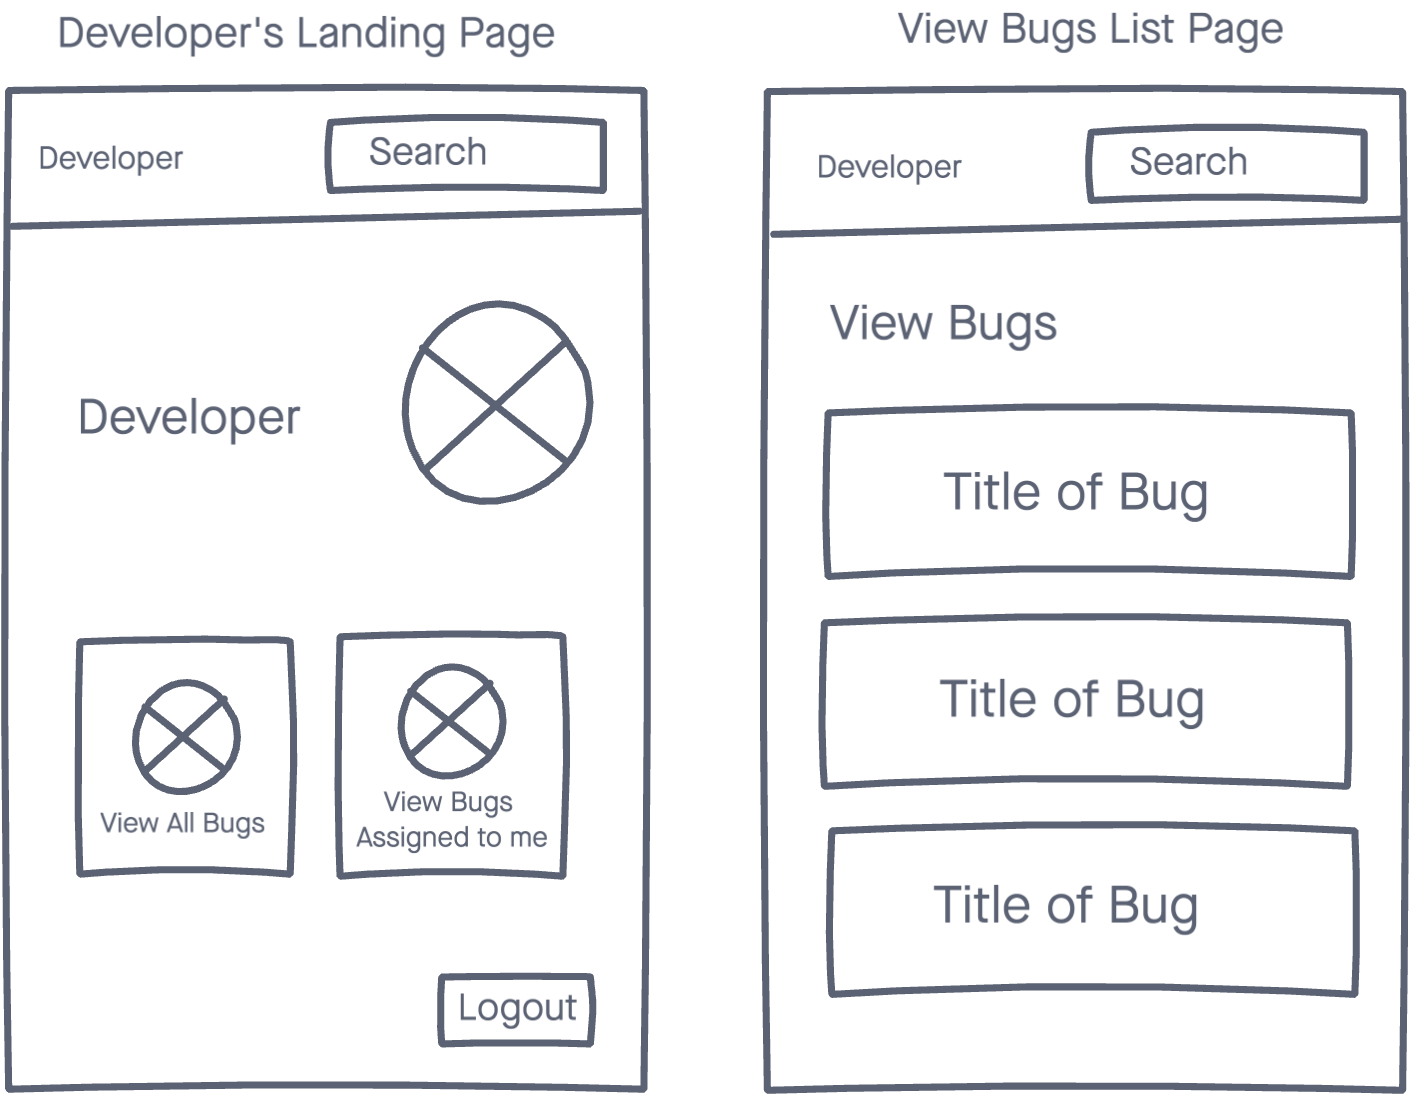 Developer's Landing Page
Developer
Search
Developer
View All Bugs
View Bugs
Assigned to me
Logout
View Bugs List Page
Developer
Search
View Bugs
Title of Bug
Title of Bug
Title of Bug